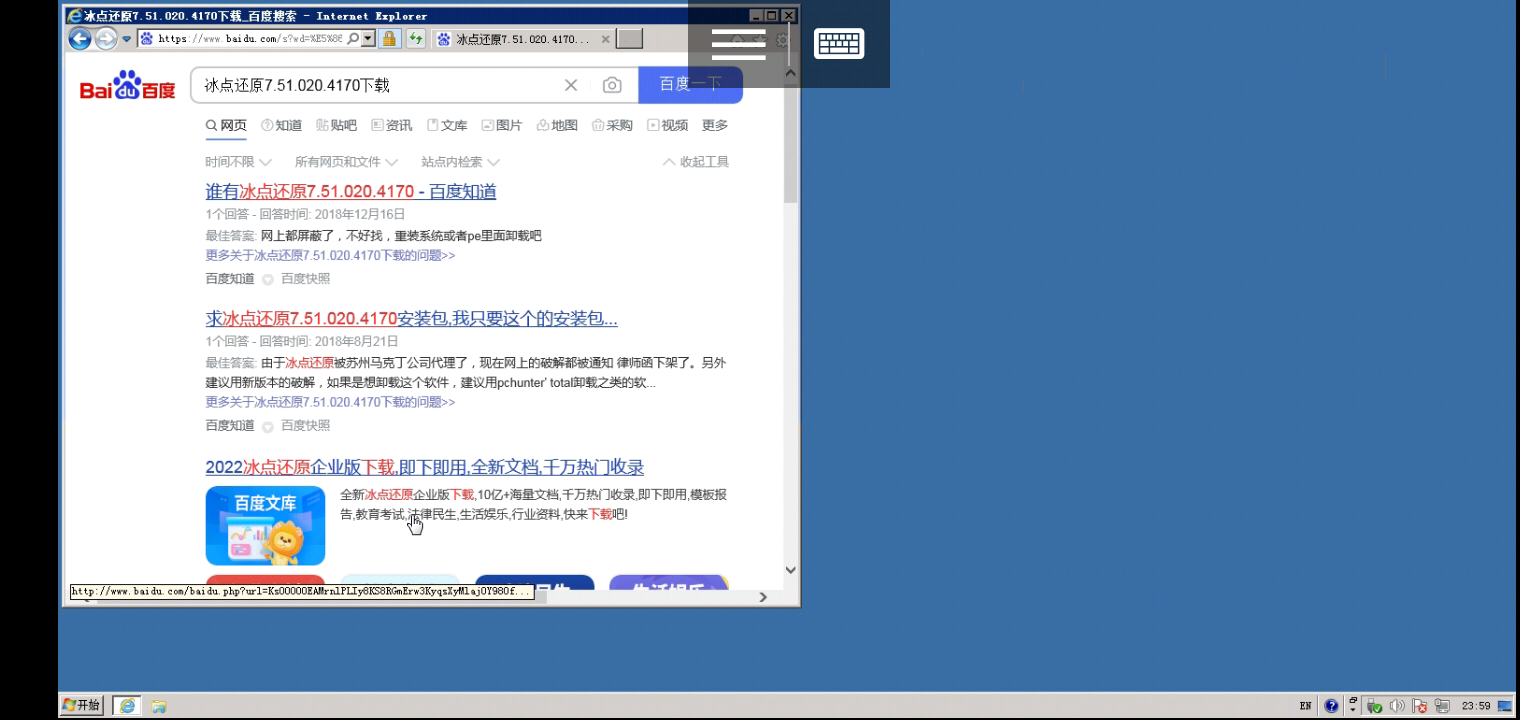 冰点还原7.51.020.4170下载_百度搜索 - Internet Explorer
https://www.baidu.com/s?wd=%E5%86
冰点还原7.51.020.4170...
Bai du 百度
冰点还原7.51.020.4170下载
百度一下
网页 知道 贴吧 资讯 文库 图片 地图 采购 视频 更多
时间不限 所有网页和文件 站点内检索 收起工具
谁有冰点还原7.51.020.4170 - 百度知道
1个回答 - 回答时间: 2018年12月16日
最佳答案: 网上都屏蔽了，不好找，重装系统或者pe里面卸载吧
更多关于冰点还原7.51.020.4170下载的问题>>
百度知道 百度快照
求冰点还原7.51.020.4170安装包,我只要这个的安装包...
1个回答 - 回答时间: 2018年8月21日
最佳答案: 由于冰点还原被苏州马克丁公司代理了，现在网上的破解都被通知 律师函下架了。另外
建议用新版本的破解，如果是想卸载这个软件，建议用pchunter' total卸载之类的软...
更多关于冰点还原7.51.020.4170下载的问题>>
百度知道 百度快照
2022冰点还原企业版下载,即下即用,全新文档,千万热门收录
百度文库
全新冰点还原企业版下载,10亿+海量文档,千万热门收录,即下即用,模板报
告,教育考试,法律民生,生活娱乐,行业资料,快来下载吧!
开始
EN
23:59